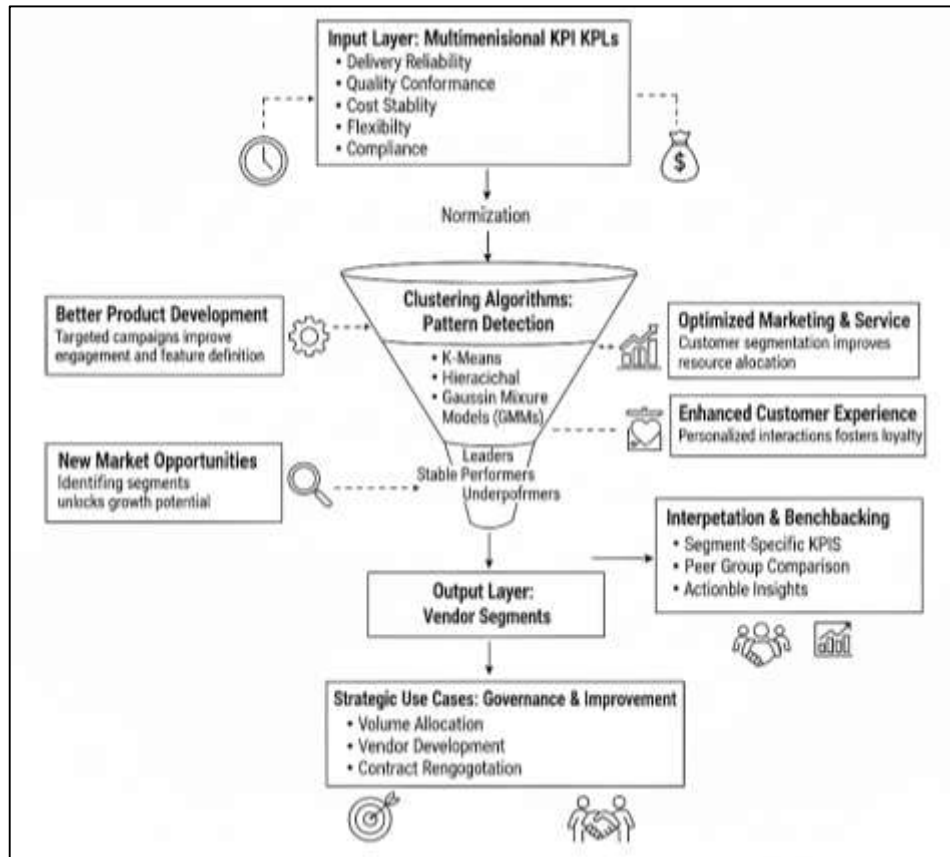 Input Layer: Multimenisional KPI KPLs
• Delivery Reliability
• Quality Conformance
• Cost Stablity
• Flexibilty
• Compliance
$
Normization
Clustering Algorithms:
Pattern Detection
• K-Means
• Hieracichal
• Gaussin Mixure
Models (GMMs)
Leaders
Stable Performers
Underpofrmers
Better Product Development
Targeted campaigns improve
engagement and feature definition
New Market Opportunities
Identifing segments
unlocks growth potential
Optimized Marketing & Service
Customer segmentation improves
resource allocation
Enhanced Customer Experience
Personalized interactions fosters loyalty
Interpetation & Benchbacking
• Segment-Specific KPIS
• Peer Group Comparison
• Actionble Insights
Output Layer:
Vendor Segments
Strategic Use Cases: Governance & Improvement
• Volume Allocation
• Vendor Development
• Contract Rengogotation